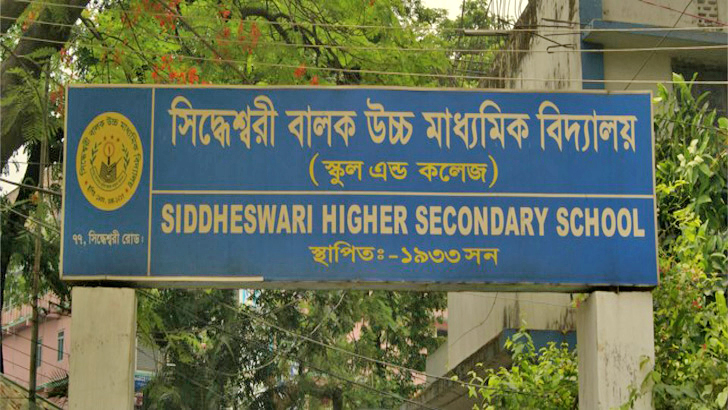 সিদ্ধেশ্বরী বালক উচ্চ মাধ্যমিক বিদ্যালয়
(স্কুল এন্ড কলেজ)
SIDDHESWARI HIGHER SECONDARY SCHOOL
স্থাপিতঃ-১৯৩৩ সন
৭৭, সিদ্ধেশ্বরী রোড।